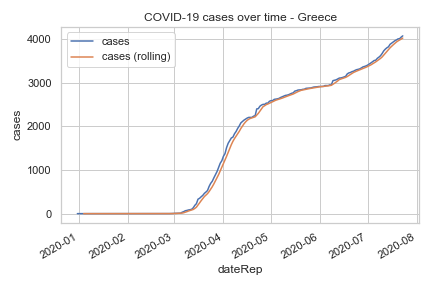 COVID-19 cases over time - Greece
cases
cases (rolling)
4000
3000
2000
1000
0
cases
2020-01
2020-02
2020-03
2020-04
2020-05
2020-06
2020-07
2020-08
dateRep